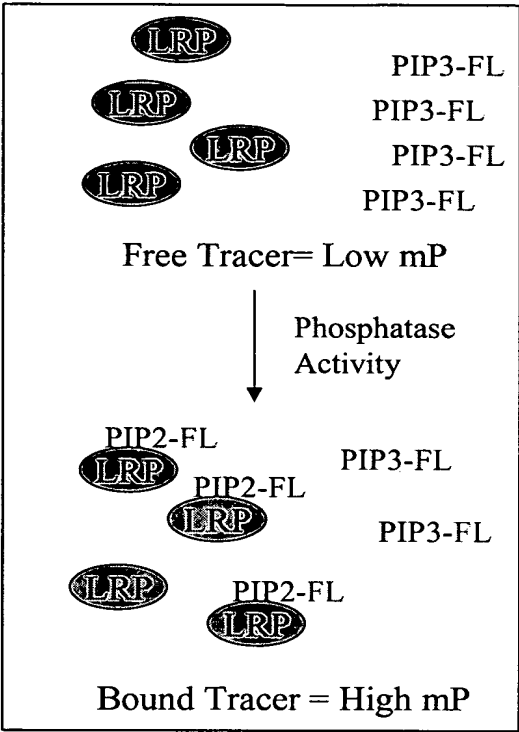 LRP
PIP3-FL
LRP
PIP3-FL
LRP
PIP3-FL
LRP
PIP3-FL
Free Tracer= Low mP
Phosphatase
Activity
PIP2-FL
LRP
PIP3-FL
PIP2-FL
LRP
PIP3-FL
LRP
PIP2-FL
LRP
Bound Tracer = High mP